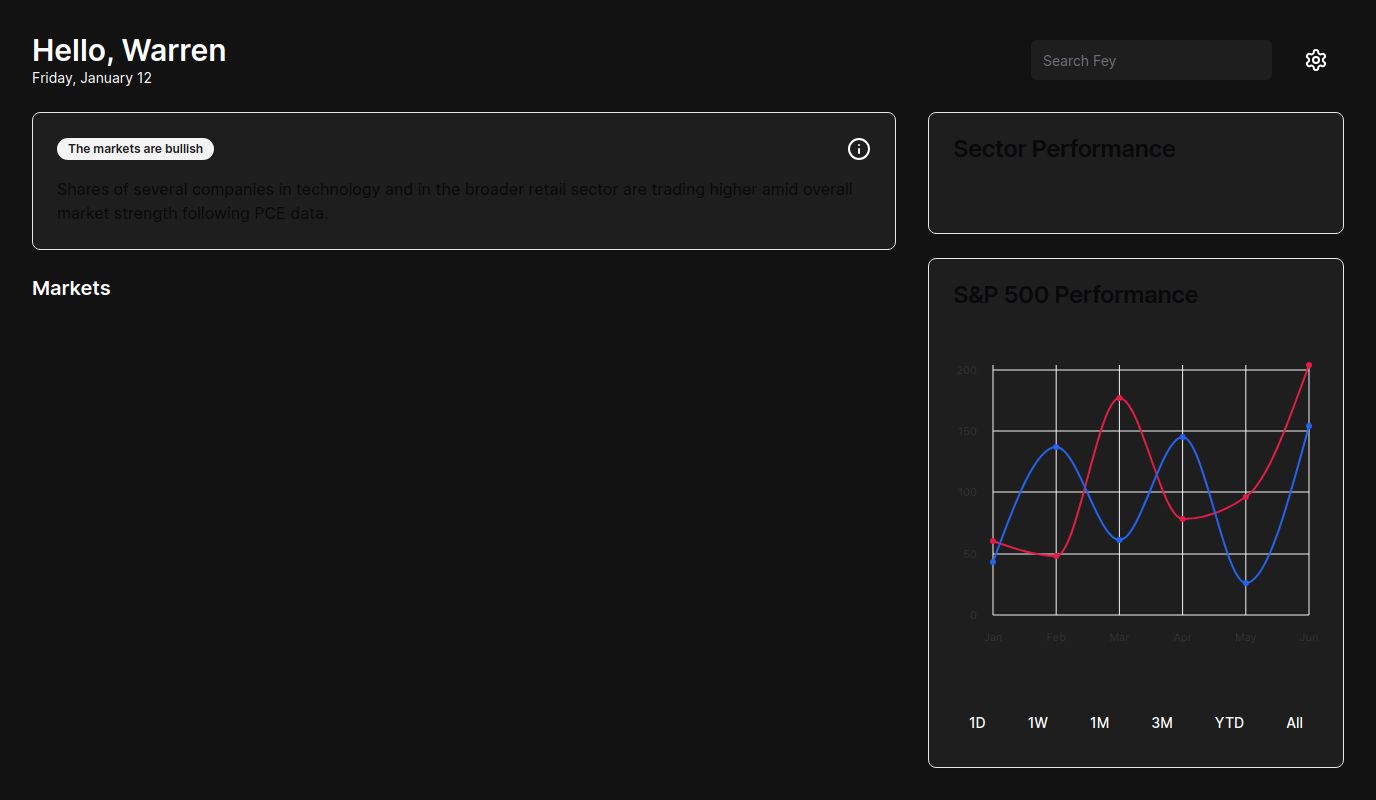 Hello, Warren
Friday, January 12
Search Fey
The markets are bullish
Shares of several companies in technology and in the broader retail sector are trading higher amid overall
market strength following PCE data.
Markets
Sector Performance
S&P 500 Performance
200
150
100
50
0
Jan Feb Mar Apr May Jun
1D 1W 1M 3M YTD All